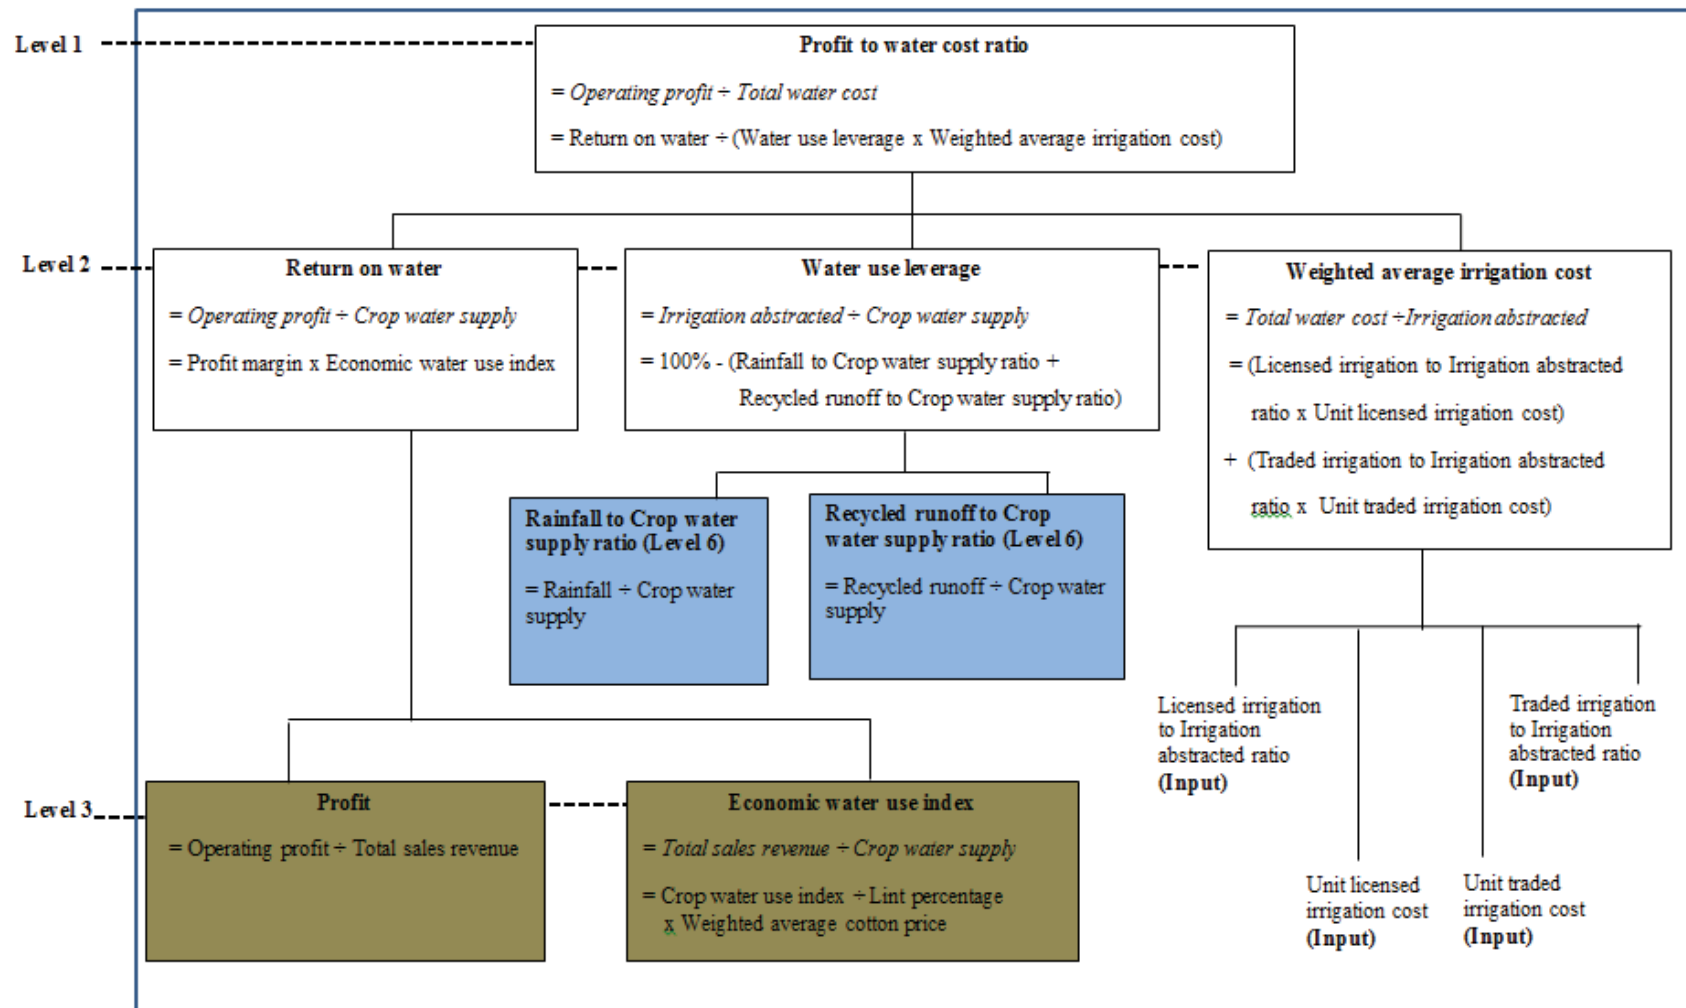 Level 1
Profit to water cost ratio
= Operating profit ÷ Total water cost
= Return on water ÷ (Water use leverage x Weighted average irrigation cost)
Level 2
Return on water
= Operating profit ÷ Crop water supply
= Profit margin x Economic water use index
Water use leverage
= Irrigation abstracted ÷ Crop water supply
= 100% - (Rainfall to Crop water supply ratio +
Recycled runoff to Crop water supply ratio)
Weighted average irrigation cost
= Total water cost ÷Irrigation abstracted
= (Licensed irrigation to Irrigation abstracted
ratio x Unit licensed irrigation cost)
+ (Traded irrigation to Irrigation abstracted
ratio x Unit traded irrigation cost)
Rainfall to Crop water
supply ratio (Level 6)
= Rainfall ÷ Crop water
supply
Recycled runoff to Crop
water supply ratio (Level 6)
= Recycled runoff ÷ Crop water
supply
Licensed irrigation
to Irrigation
abstracted ratio
(Input)
Traded irrigation
to Irrigation
abstracted ratio
(Input)
Unit licensed
irrigation cost
(Input)
Unit traded
irrigation cost
(Input)
Level 3
Profit
= Operating profit ÷ Total sales revenue
Economic water use index
= Total sales revenue ÷ Crop water supply
= Crop water use index ÷ Lint percentage
x Weighted average cotton price